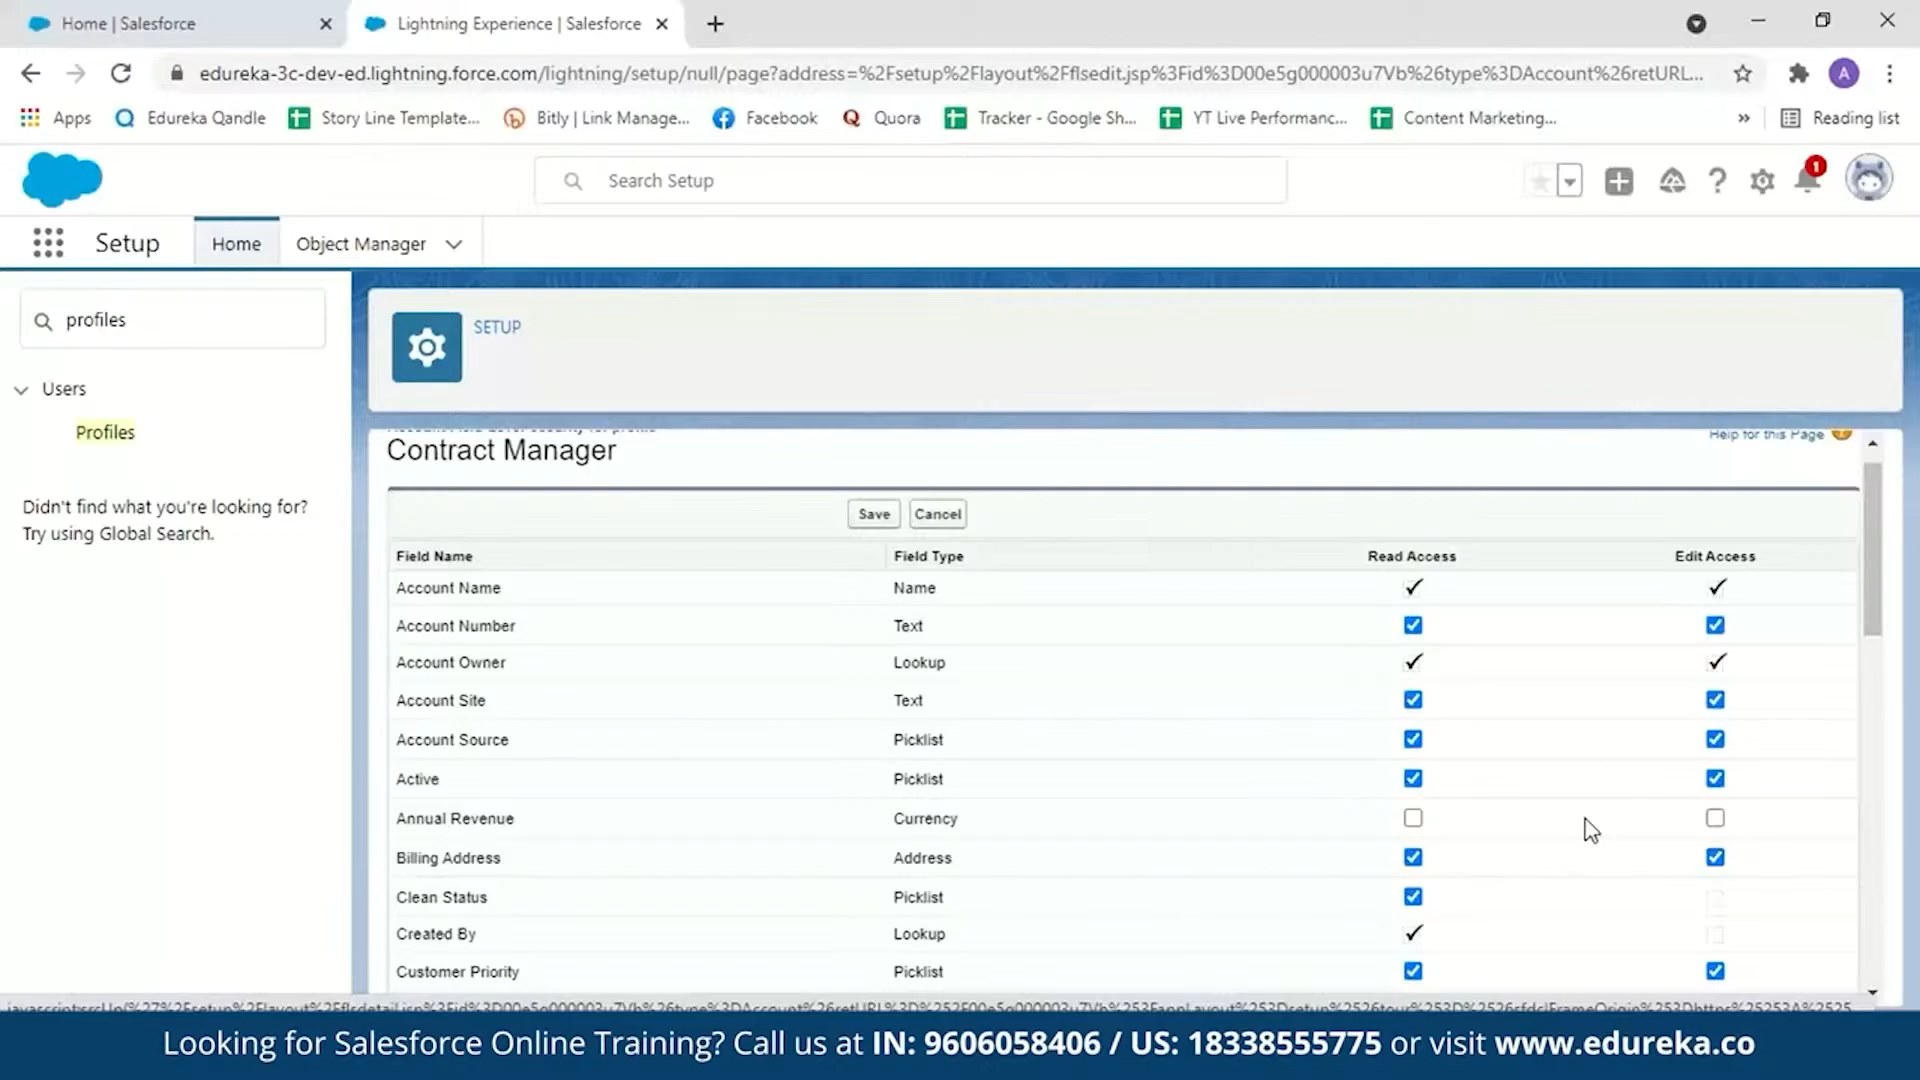 Home | Salesforce
Lightning Experience | Salesforce
edureka-3c-dev-ed.lightning.force.com/lightning/setup/null/page?address=%2Fsetup%2Flayout%2Fflsedit.jsp%3Fid%3D00e5g000003u7Vb%26type%3DAccount%26retURL...
A
Apps
Edureka Qandle
Story Line Template...
Bitly | Link Manage...
Facebook
Quora
Tracker - Google Sh...
YT Live Performanc...
Content Marketing...
»
Reading list
Search Setup
1
Setup
Home
Object Manager
profiles
Users
Profiles
Didn't find what you're looking for?
Try using Global Search.
SETUP
Help for this Page
Contract Manager
Save Cancel
Field Name Field Type Read Access Edit Access
Account Name Name
Account Number Text
Account Owner Lookup
Account Site Text
Account Source Picklist
Active Picklist
Annual Revenue Currency
Billing Address Address
Clean Status Picklist
Created By Lookup
Customer Priority Picklist
Looking for Salesforce Online Training? Call us at IN: 9606058406 / US: 18338555775 or visit www.edureka.co